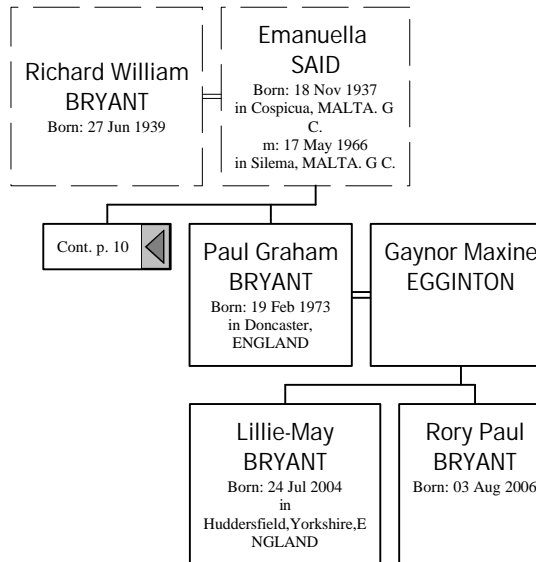 Richard William
BRYANT
Born: 27 Jun 1939
Emanuella
SAID
Born: 18 Nov 1937
in Cospicua, MALTA. G
C.
m: 17 May 1966
in Silema, MALTA. G C.
Cont. p. 10
Paul Graham
BRYANT
Born: 19 Feb 1973
in Doncaster,
ENGLAND
Gaynor Maxine
EGGINTON
Lillie-May
BRYANT
Born: 24 Jul 2004
in
Huddersfield,Yorkshire,E
NGLAND
Rory Paul
BRYANT
Born: 03 Aug 2006